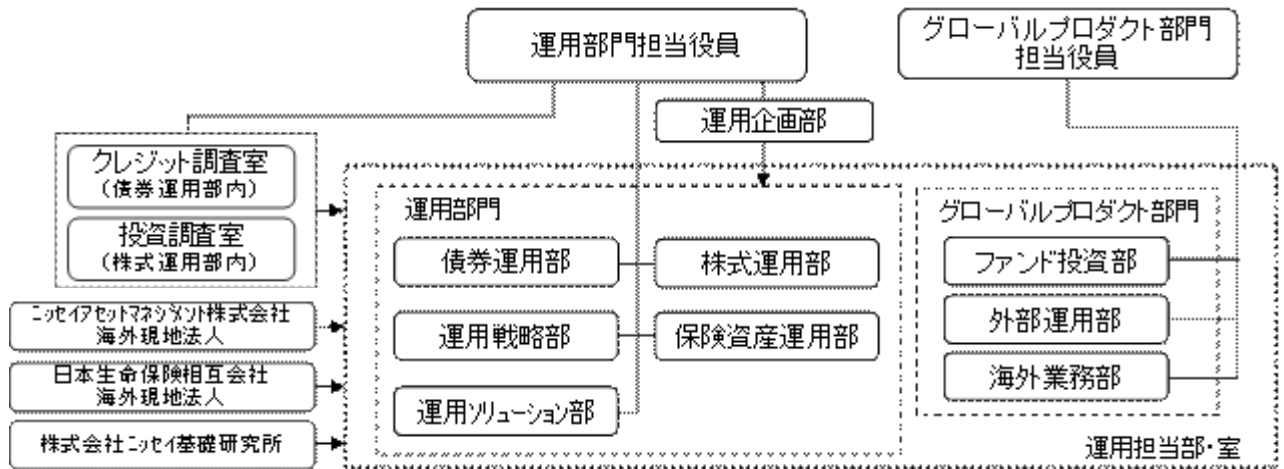 運用部門担当役員
グローバルプロダクト部門
担当役員
運用企画部
クレジット調査室
(債券運用部内)
投資調査室
(株式運用部内)
運用部門
債券運用部
株式運用部
運用戦略部
保険資産運用部
運用ソリューション部
グローバルプロダクト部門
ファンド投資部
外部運用部
海外業務部
ニッセイアセットマネジメント株式会社
海外現地法人
日本生命保険相互会社
海外現地法人
株式会社ニッセイ基礎研究所
運用担当部・室